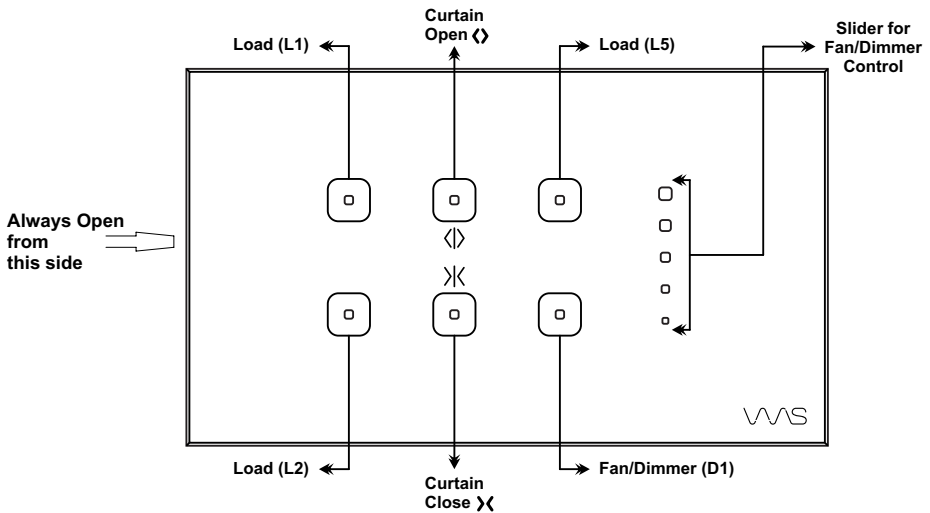 Curtain
Open
Slider for
Fan/Dimmer
Control
Load (L1)
Load (L5)
Always Open
from
this side
Load (L2)
Fan/Dimmer (D1)
Curtain
Close